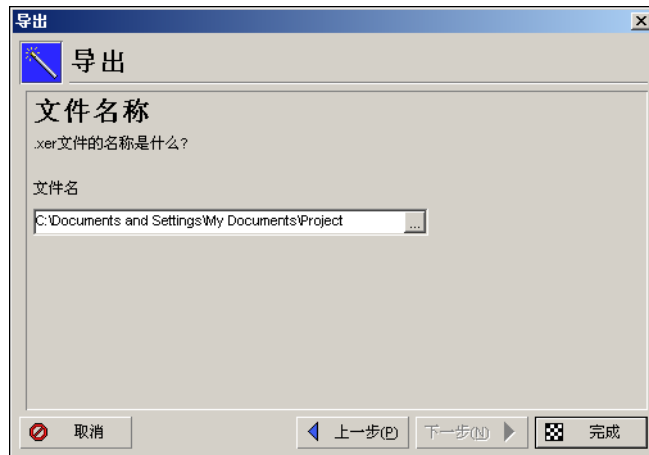 导出
导出
文件名称
.xer文件的名称是什么?
文件名
C:\Documents and Settings\My Documents\Project
...
取消
上一步(P)
下一步(N)
完成